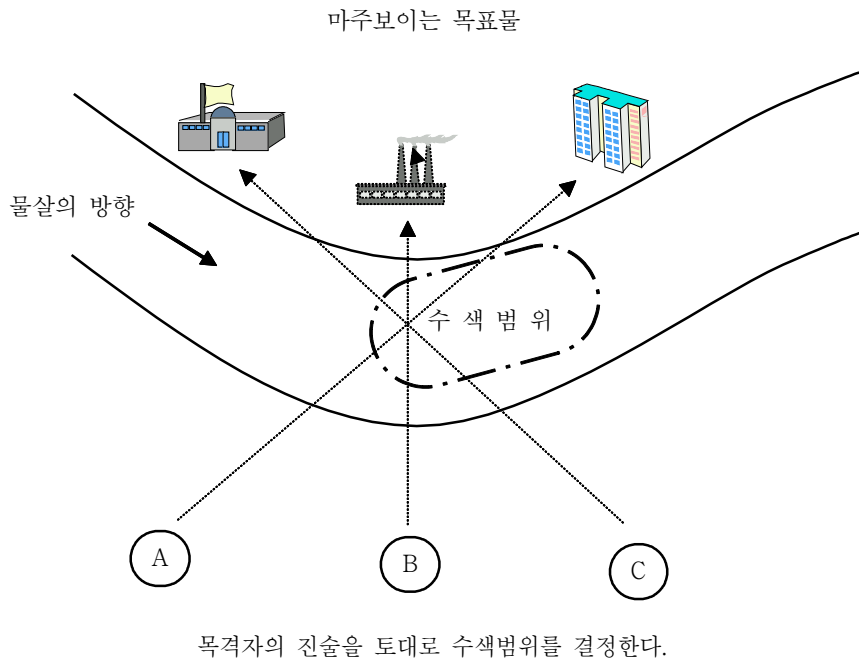 마주보이는 목표물
물살의 방향
수 색 범 위
A
B
C
목격자의 진술을 토대로 수색범위를 결정한다.